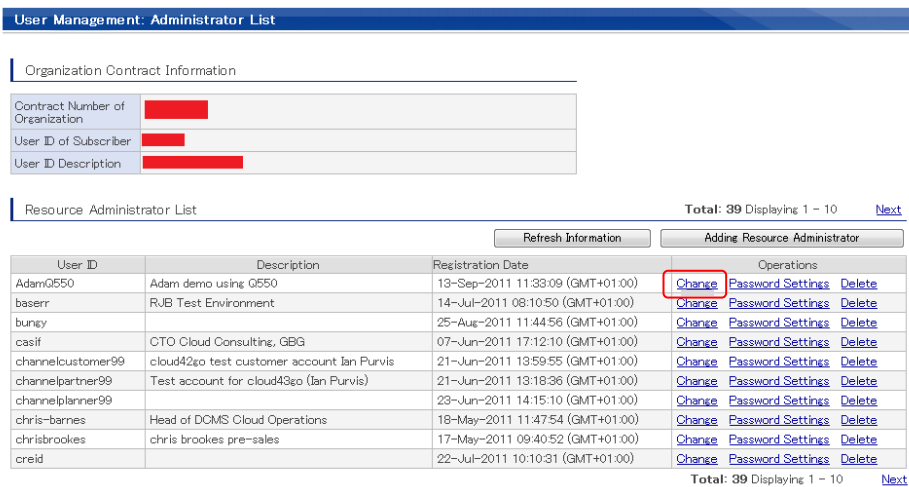 User Management: Administrator List
Organization Contract Information
Contract Number of
Organization
User ID of Subscriber
User ID Description
Resource Administrator List Total: 39 Displaying 1 - 10 Next
Refresh Information Adding Resource Administrator
User ID Description Registration Date Operations
AdamQ550 Adam demo using Q550 13-Sep-2011 11:33:09 (GMT+01:00) Change Password Settings Delete
baserr RJB Test Environment 14-Jul-2011 08:10:50 (GMT+01:00) Change Password Settings Delete
bungy 25-Aug-2011 11:44:56 (GMT+01:00) Change Password Settings Delete
casif CTO Cloud Consulting, GBG 07-Jun-2011 17:12:10 (GMT+01:00) Change Password Settings Delete
channelcustomer99 cloud42go test customer account Ian Purvis 21-Jun-2011 13:59:55 (GMT+01:00) Change Password Settings Delete
channelpartner99 Test account for cloud43go (Ian Purvis) 21-Jun-2011 13:18:36 (GMT+01:00) Change Password Settings Delete
channelplanner99 23-Jun-2011 14:15:10 (GMT+01:00) Change Password Settings Delete
chris-barnes Head of DCMS Cloud Operations 18-May-2011 11:47:54 (GMT+01:00) Change Password Settings Delete
chrisbrookes chris brookes pre-sales 17-May-2011 09:40:52 (GMT+01:00) Change Password Settings Delete
creid 22-Jul-2011 10:10:31 (GMT+01:00) Change Password Settings Delete
Total: 39 Displaying 1 - 10 Next